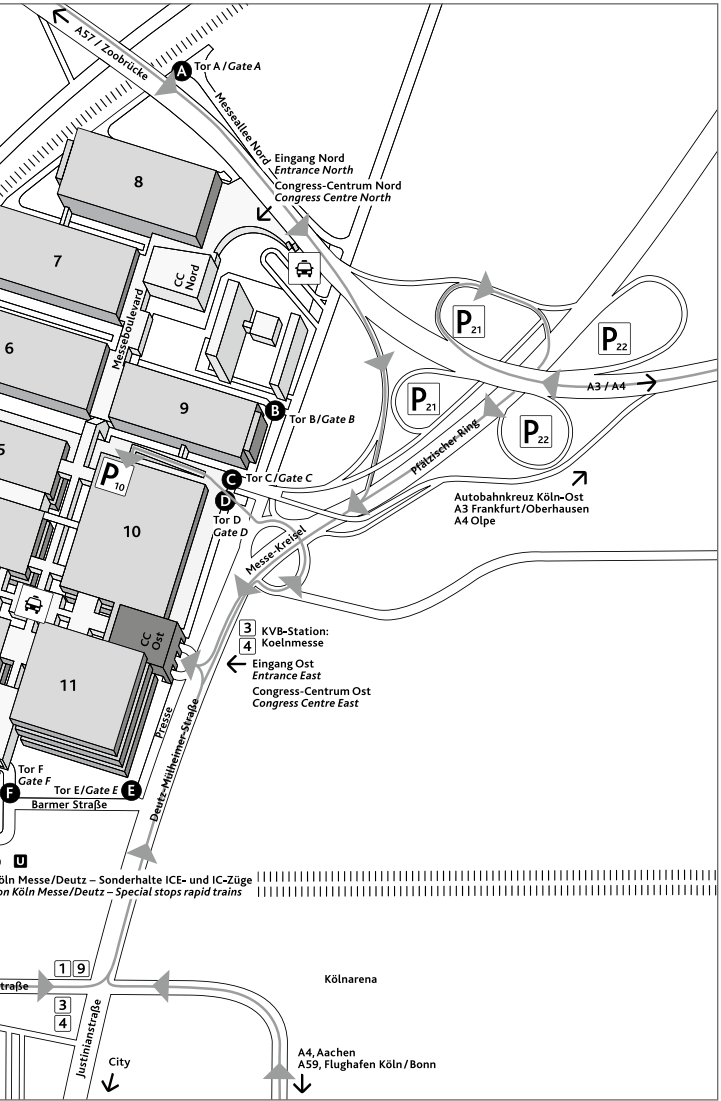 A57 / Zoobrücke
A
Tor A / Gate A
Messeallee Nord
Eingang Nord
Entrance North
Congress-Centrum Nord
Congress Centre North
8
7
CC
Nord
Messeboulevard
6
P21
P22
A3 / A4
9
B
Tor B/Gate B
P21
P22
Pfälzischer Ring
5
P10
C
Tor C/Gate C
D
Tor D
Gate D
Autobahnkreuz Köln-Ost
A3 Frankfurt/Oberhausen
A4 Olpe
10
Messe-Kreisel
CC
Ost
3
4
KVB-Station:
Koelnmesse
Eingang Ost
Entrance East
Congress-Centrum Ost
Congress Centre East
11
Presse
Deutz-Mülheimer-Straße
Tor F
Gate F
F
Tor E/Gate E
E
Barmer Straße
U
öln Messe/Deutz – Sonderhalte ICE- und IC-Züge
on Köln Messe/Deutz – Special stops rapid trains
1 9
traße
3
4
Kölnarena
Justinianstraße
City
A4, Aachen
A59, Flughafen Köln/Bonn